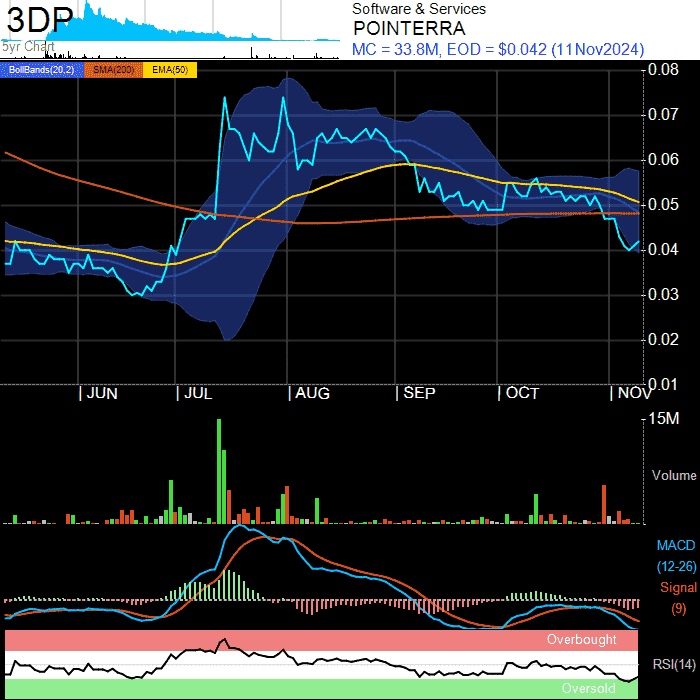 3DP
5yr Chart
Software & Services
POINTERRA
MC = 33.8M, EOD = $0.042 (11Nov2024)
BollBands(20,2) SMA(200) EMA(50)
0.08
0.07
0.06
0.05
0.04
0.03
0.02
0.01
| JUN | JUL | AUG | SEP | OCT | NOV
15M
Volume
MACD
(12-26)
Signal
(9)
Overbought
RSI(14)
Oversold